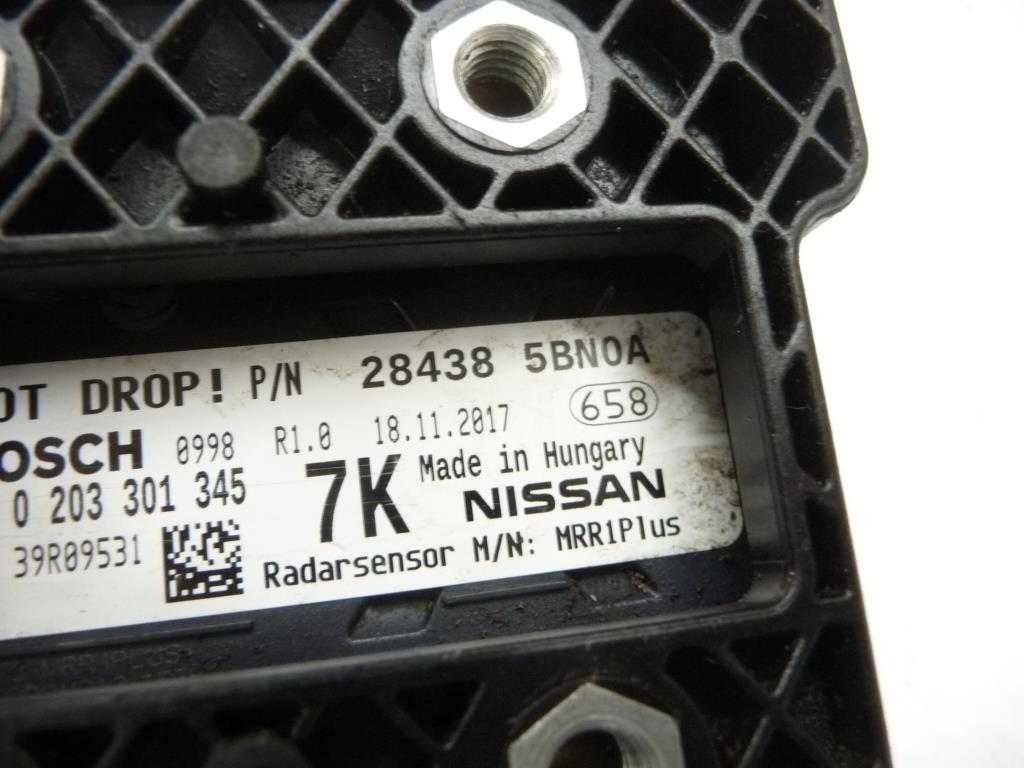 OT DROP! P/N 28438 5BN0A
OSCH 0998 R1.0 18.11.2017 658
0 203 301 345 7K Made in Hungary
NISSAN
39R09531 Radarsensor M/N: MRR1Plus
MRR1PLUS